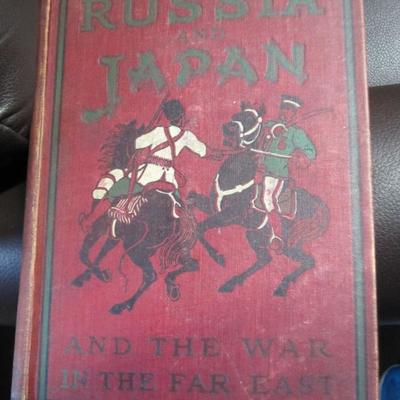 RUSSIA
AND
JAPAN
AND THE WAR
IN THE FAR EAST